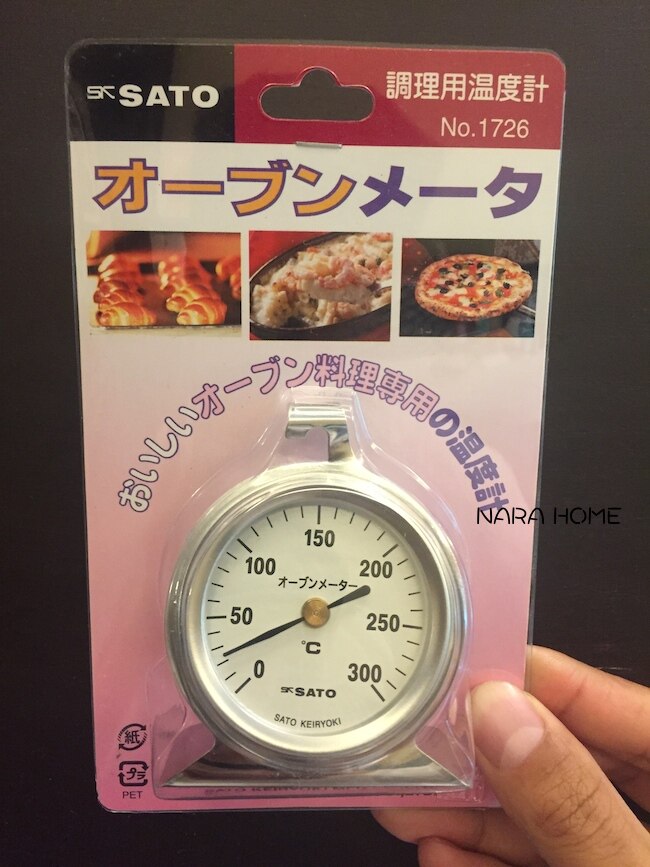 SK SATO
調理用温度計
No.1726
オーブンメータ
おいしいオーブン料理専用の温度計
NARA HOME
150
100
200
オーブンメーター
50
250
℃
0
300
SK SATO
SATO KEIRYOKI
紙
プラ
PET